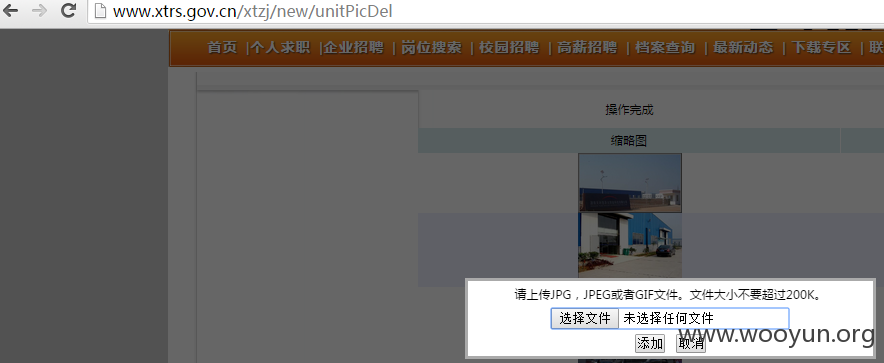 www.xtrs.gov.cn/xtzj/new/unitPicDel
首页 |个人求职 |企业招聘 | 岗位搜索 | 校园招聘 | 高薪招聘 | 档案查询 | 最新动态 | 下载专区 | 联
操作完成
缩略图
请上传JPG，JPEG或者GIF文件。文件大小不要超过200K。
选择文件 未选择任何文件
添加 取消
www.wooyun.org